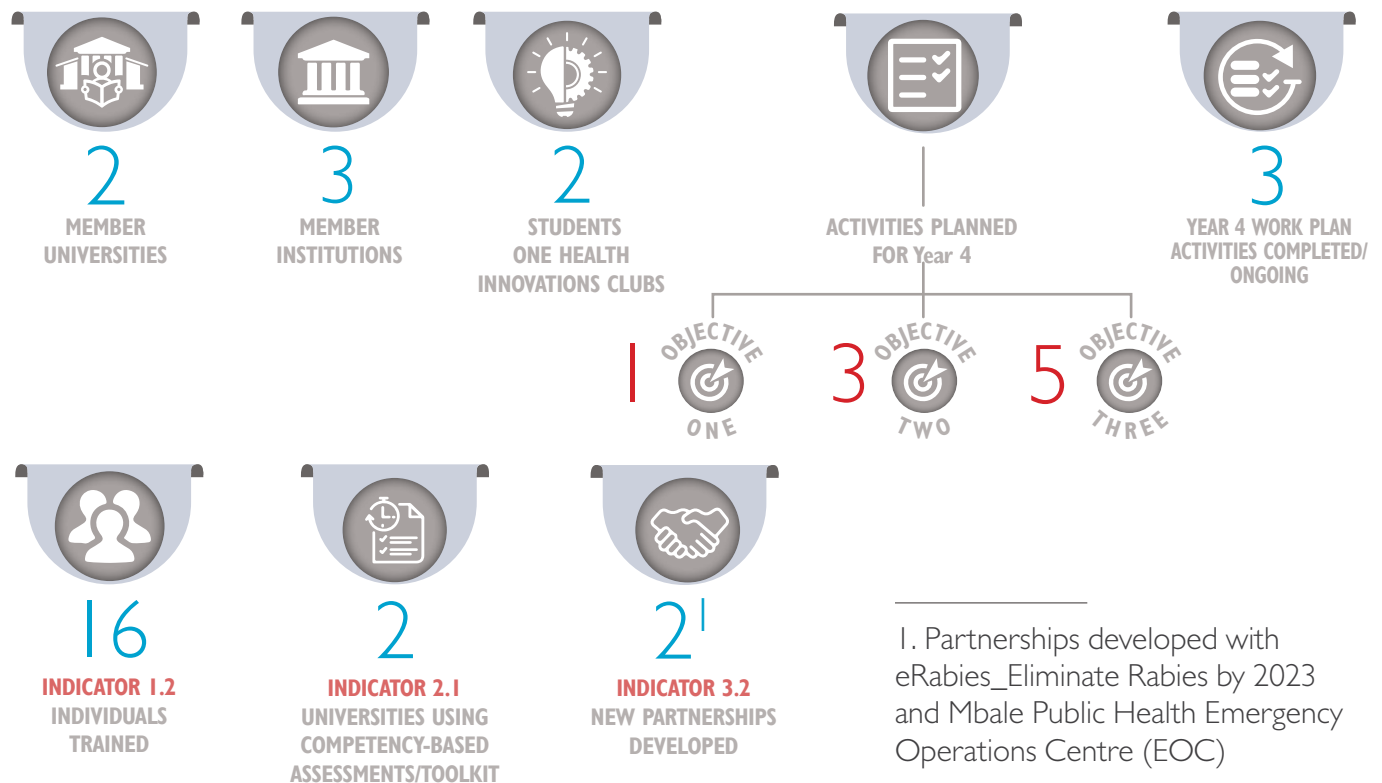 2
MEMBER
UNIVERSITIES
3
MEMBER
INSTITUTIONS
2
STUDENTS
ONE HEALTH
INNOVATIONS CLUBS
ACTIVITIES PLANNED
FOR Year 4
3
YEAR 4 WORK PLAN
ACTIVITIES COMPLETED/
ONGOING
1
OBJECTIVE
ONE
3
OBJECTIVE
TWO
5
OBJECTIVE
THREE
16
INDICATOR 1.2
INDIVIDUALS
TRAINED
2
INDICATOR 2.1
UNIVERSITIES USING
COMPETENCY-BASED
ASSESSMENTS/TOOLKIT
2¹
INDICATOR 3.2
NEW PARTNERSHIPS
DEVELOPED
1. Partnerships developed with
eRabies_Eliminate Rabies by 2023
and Mbale Public Health Emergency
Operations Centre (EOC)